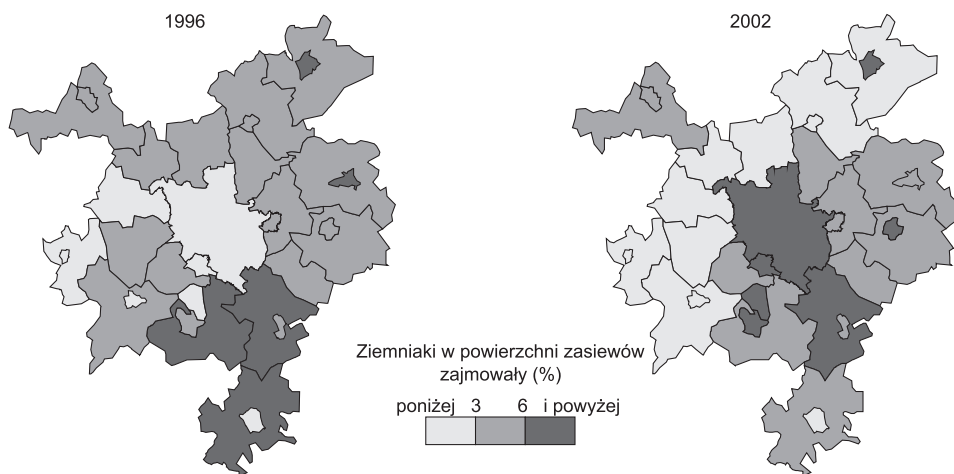 1996
2002
Ziemniaki w powierzchni zasiewów
zajmowały (%)
poniżej 3 6 i powyżej